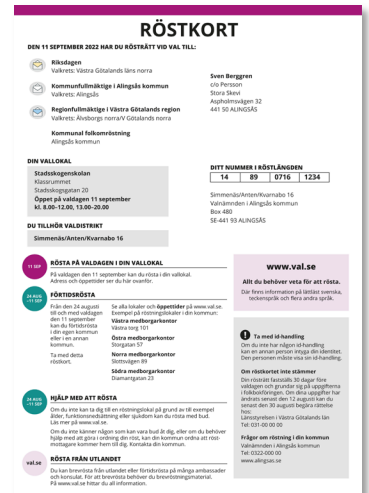 RÖSTKORT
DEN 11 SEPTEMBER 2022 HAR DU RÖSTRÄTT VID VAL TILL:
Riksdagen
Valkrets: Västra Götalands läns norra
Kommunfullmäktige i Alingsås kommun
Valkrets: Alingsås
Regionfullmäktige i Västra Götalands region
Valkrets: Älvsborgs norra/V Götalands norra
Kommunal folkomröstning
Alingsås kommun
Sven Berggren
c/o Persson
Stora Skevi
Aspholmsvägen 32
441 50 ALINGSÅS
DIN VALLOKAL
Stadsskogenskolan
Klassrummet
Stadsskogsgatan 20
Öppet på valdagen 11 september
kl. 8.00–12.00, 13.00–20.00
DU TILLHÖR VALDISTRIKT
Simmenäs/Anten/Kvarnabo 16
DITT NUMMER I RÖSTLÄNGDEN
14 89 0716 1234
Simmenäs/Anten/Kvarnabo 16
Valnämnden i Alingsås kommun
Box 480
SE-441 93 ALINGSÅS
11 SEP
RÖSTA PÅ VALDAGEN I DIN VALLOKAL
På valdagen den 11 september kan du rösta i din vallokal.
Adress och öppettider ser du här ovanför.
24 AUG
–11 SEP
FÖRTIDSRÖSTA
Från den 24 augusti
till och med valdagen
den 11 september
kan du förtidsrösta
i din egen kommun
eller i en annan
kommun.
Ta med detta
röstkort.
Se alla lokaler och öppettider på www.val.se.
Exempel på röstningslokaler i din kommun:
Västra medborgarkontor
Västra torg 101
Östra medborgarkontor
Storgatan 57
Norra medborgarkontor
Slottsvägen 89
Södra medborgarkontor
Diamantgatan 23
24 AUG
–11 SEP
HJÄLP MED ATT RÖSTA
Om du inte kan ta dig till en röstningslokal på grund av till exempel
ålder, funktionsnedsättning eller sjukdom kan du rösta med bud.
Läs mer på www.val.se.
Om du inte känner någon som kan vara bud åt dig, eller om du behöver
hjälp med att göra i ordning din röst, kan din kommun ordna att röst-
mottagare kommer hem till dig. Kontakta din kommun.
val.se
RÖSTA FRÅN UTLANDET
Du kan brevrösta från utlandet eller förtidsrösta på många ambassader
och konsulat. För att brevrösta behöver du brevröstningsmaterial.
På www.val.se hittar du all information.
www.val.se
Allt du behöver veta för att rösta.
Där finns information på lättläst svenska,
teckenspråk och flera andra språk.
Ta med id-handling
Om du inte har någon id-handling
kan en annan person intyga din identitet.
Den personen måste visa sin id-handling.
Om röstkortet inte stämmer
Din rösträtt fastställs 30 dagar före
valdagen och grundar sig på uppgifterna
i folkbokföringen. Om dina uppgifter har
ändrats senast den 12 augusti kan du
senast den 30 augusti begära rättelse
hos:
Länsstyrelsen i Västra Götalands län
Tel: 031-00 00 00
Frågor om röstning i din kommun
Valnämnden i Alingsås kommun
Tel: 0322-000 00
www.alingsas.se